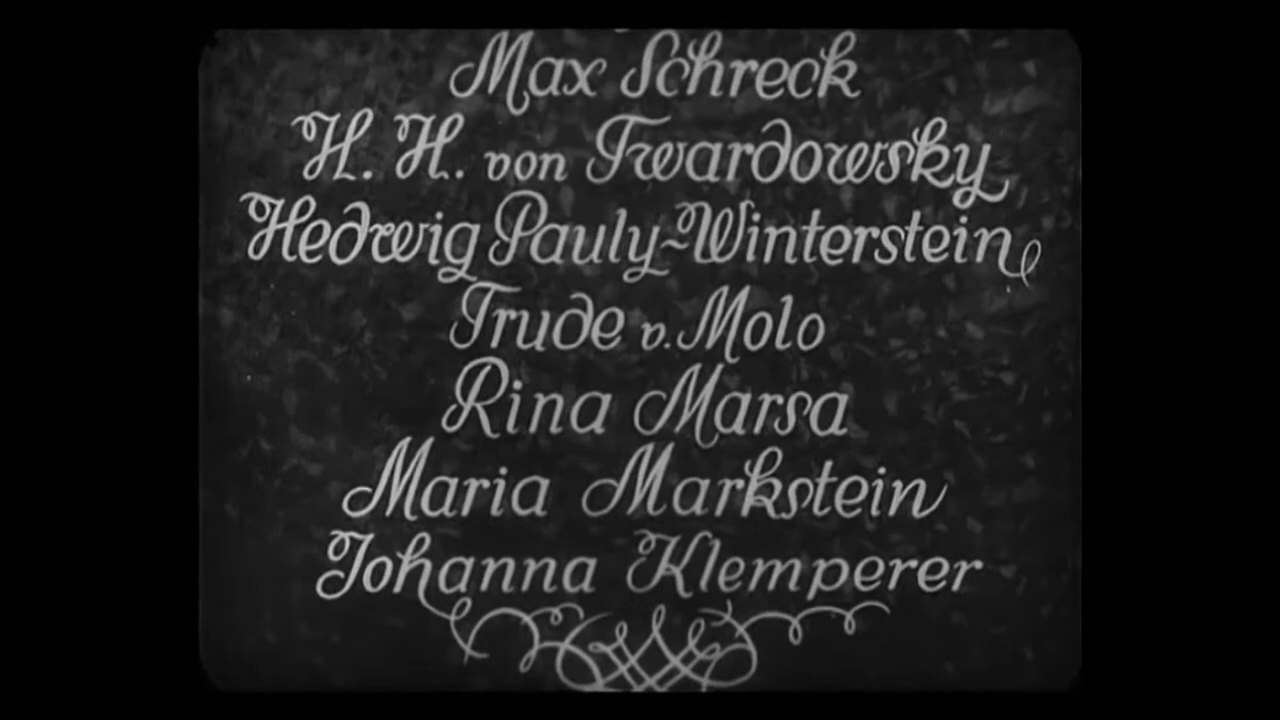 Max Schreck
H. H. von Twardowsky
Hedwig Pauly-Winterstein
Trude v. Molo
Rina Marsa
Maria Markstein
Johanna Klemperer